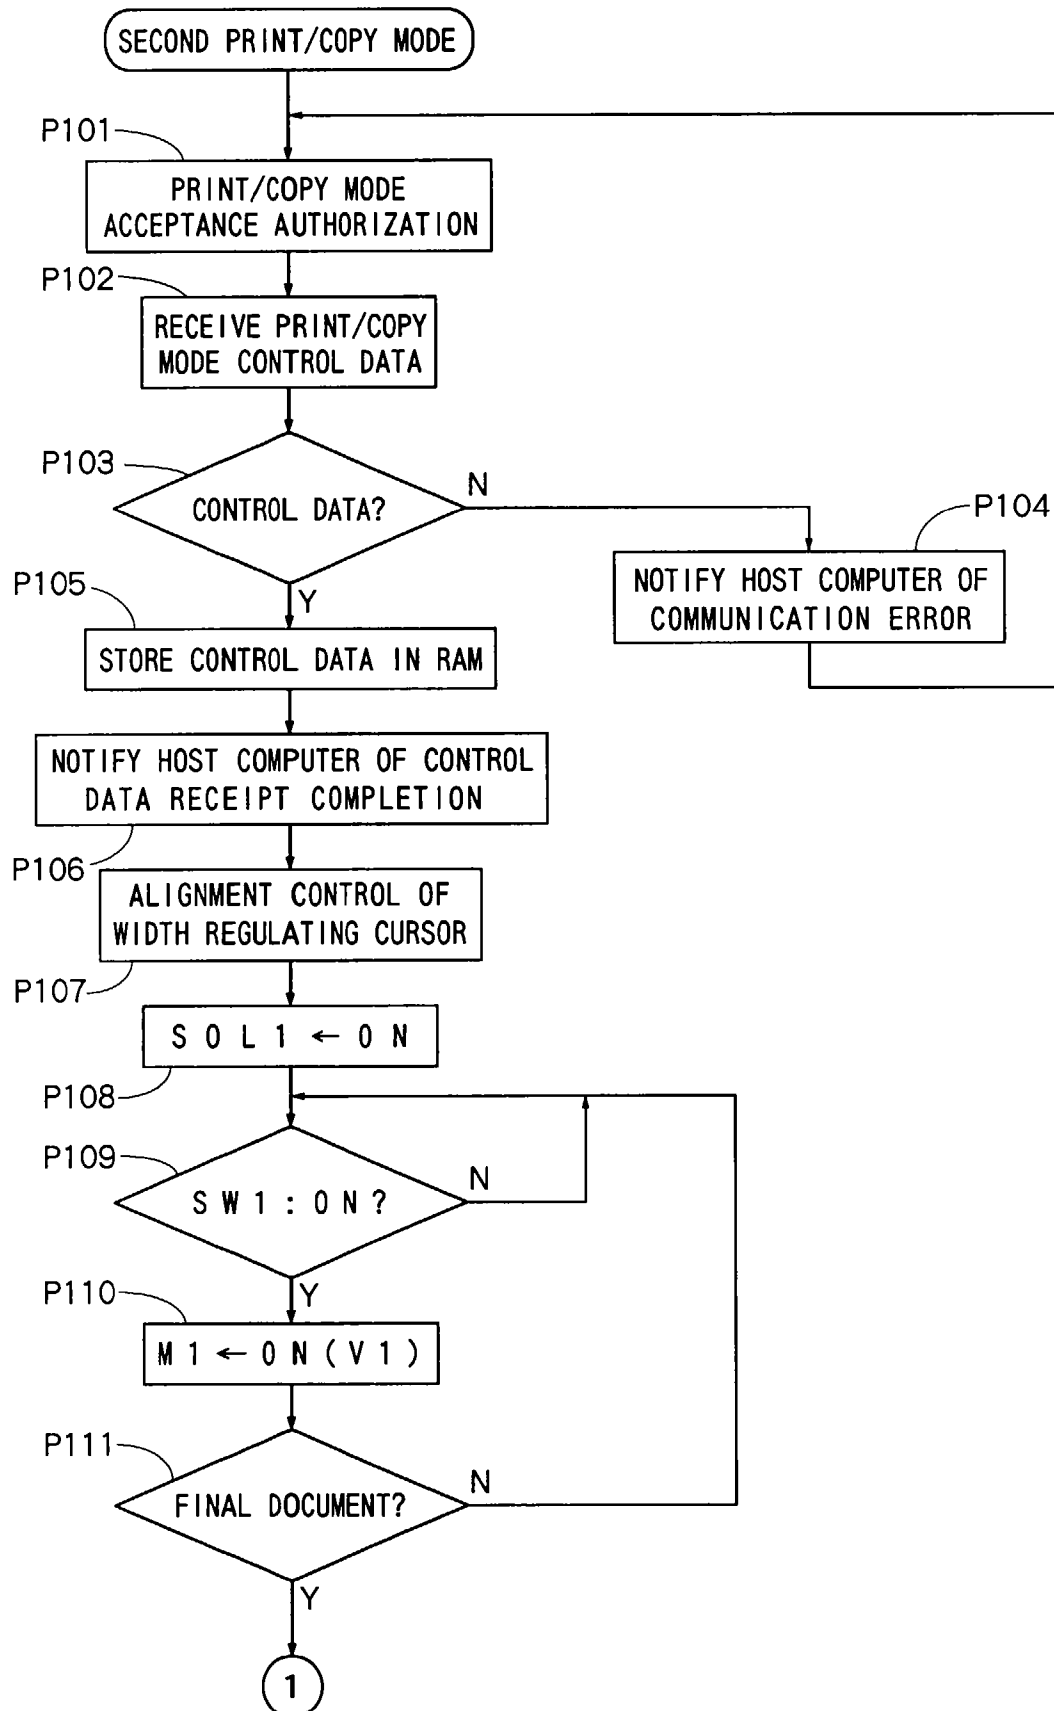 SECOND PRINT/COPY MODE
P101
PRINT/COPY MODE
ACCEPTANCE AUTHORIZATION
P102
RECEIVE PRINT/COPY
MODE CONTROL DATA
P103
CONTROL DATA?
N
P104
NOTIFY HOST COMPUTER OF
COMMUNICATION ERROR
Y
P105
STORE CONTROL DATA IN RAM
NOTIFY HOST COMPUTER OF CONTROL
DATA RECEIPT COMPLETION
P106
ALIGNMENT CONTROL OF
WIDTH REGULATING CURSOR
P107
SOL1 ← ON
P108
P109
SW1:ON?
N
Y
P110
M1 ← ON(V1)
P111
FINAL DOCUMENT?
N
Y
1